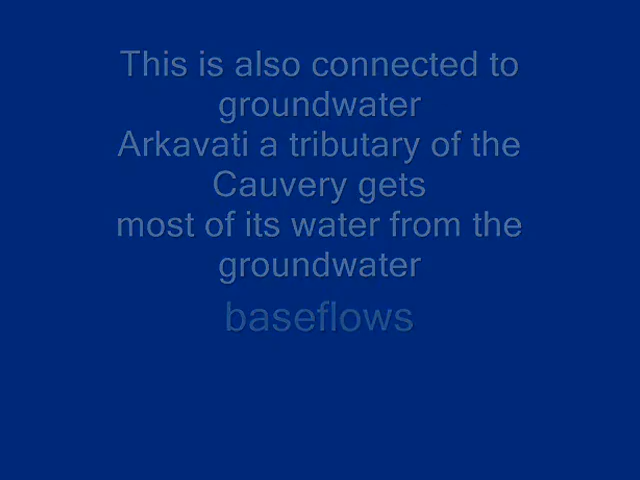 This is also connected to
groundwater
Arkavati a tributary of the
Cauvery gets
most of its water from the
groundwater
baseflows